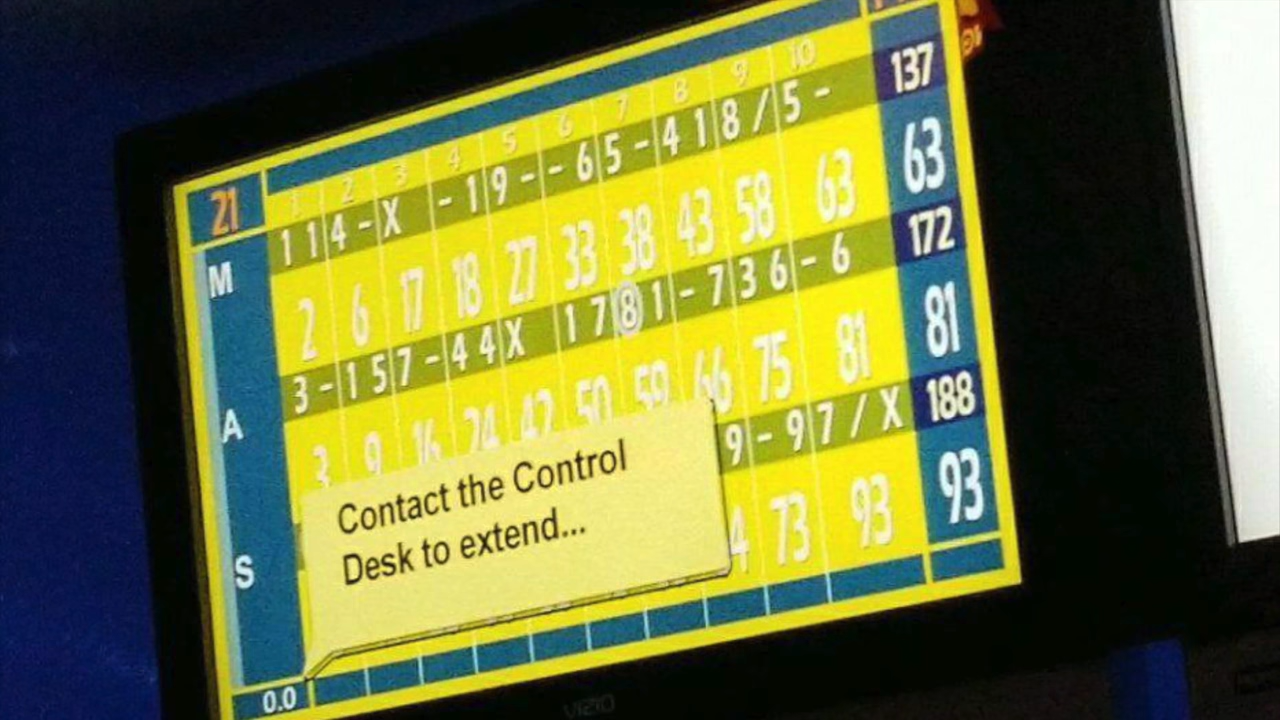 21 1 2 3 4 5 6 7 8 9 10
M 1 1 4 - X - 1 9 - - 6 5 - 4 1 8 / 5 - 137
2 6 17 18 27 33 38 43 58 63 63
A 3 - 1 5 7 - 4 4 X 1 7 8 1 - 7 3 6 - 6 172
3 9 16 24 42 50 59 66 75 81 81
S 9 - 9 7 / X 188
4 73 93 93
Contact the Control
Desk to extend...
0.0
VIZIO